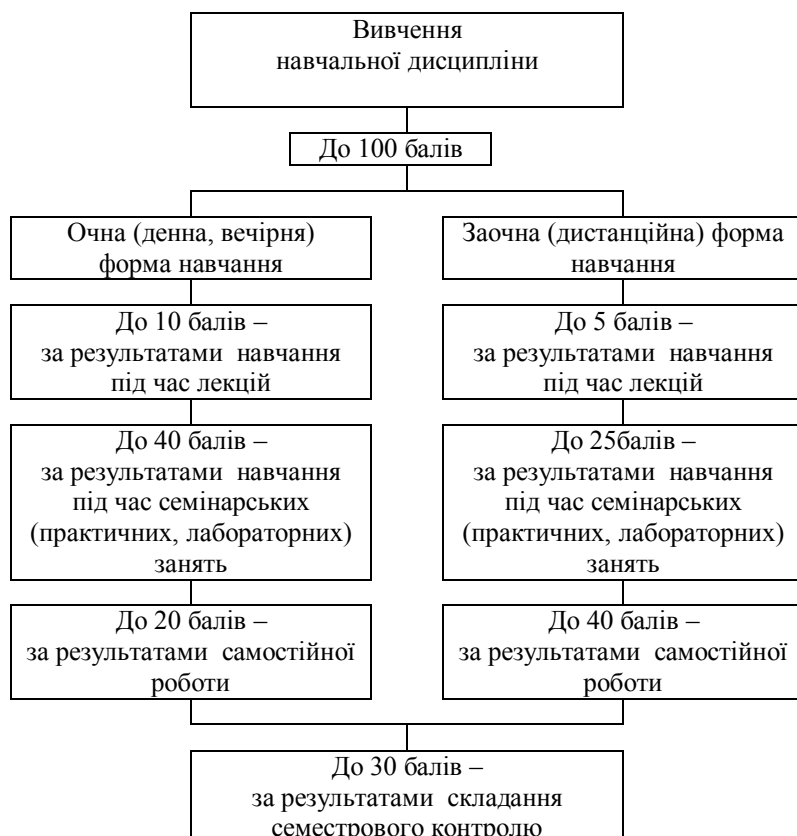 Вивчення
навчальної дисципліни
До 100 балів
Очна (денна, вечірня)
форма навчання
До 10 балів –
за результатами навчання
під час лекцій
До 40 балів –
за результатами навчання
під час семінарських
(практичних, лабораторних)
занять
До 20 балів –
за результатами самостійної
роботи
Заочна (дистанційна) форма
навчання
До 5 балів –
за результатами навчання
під час лекцій
До 25балів –
за результатами навчання
під час семінарських
(практичних, лабораторних)
занять
До 40 балів –
за результатами самостійної
роботи
До 30 балів –
за результатами складання
семестрового контролю